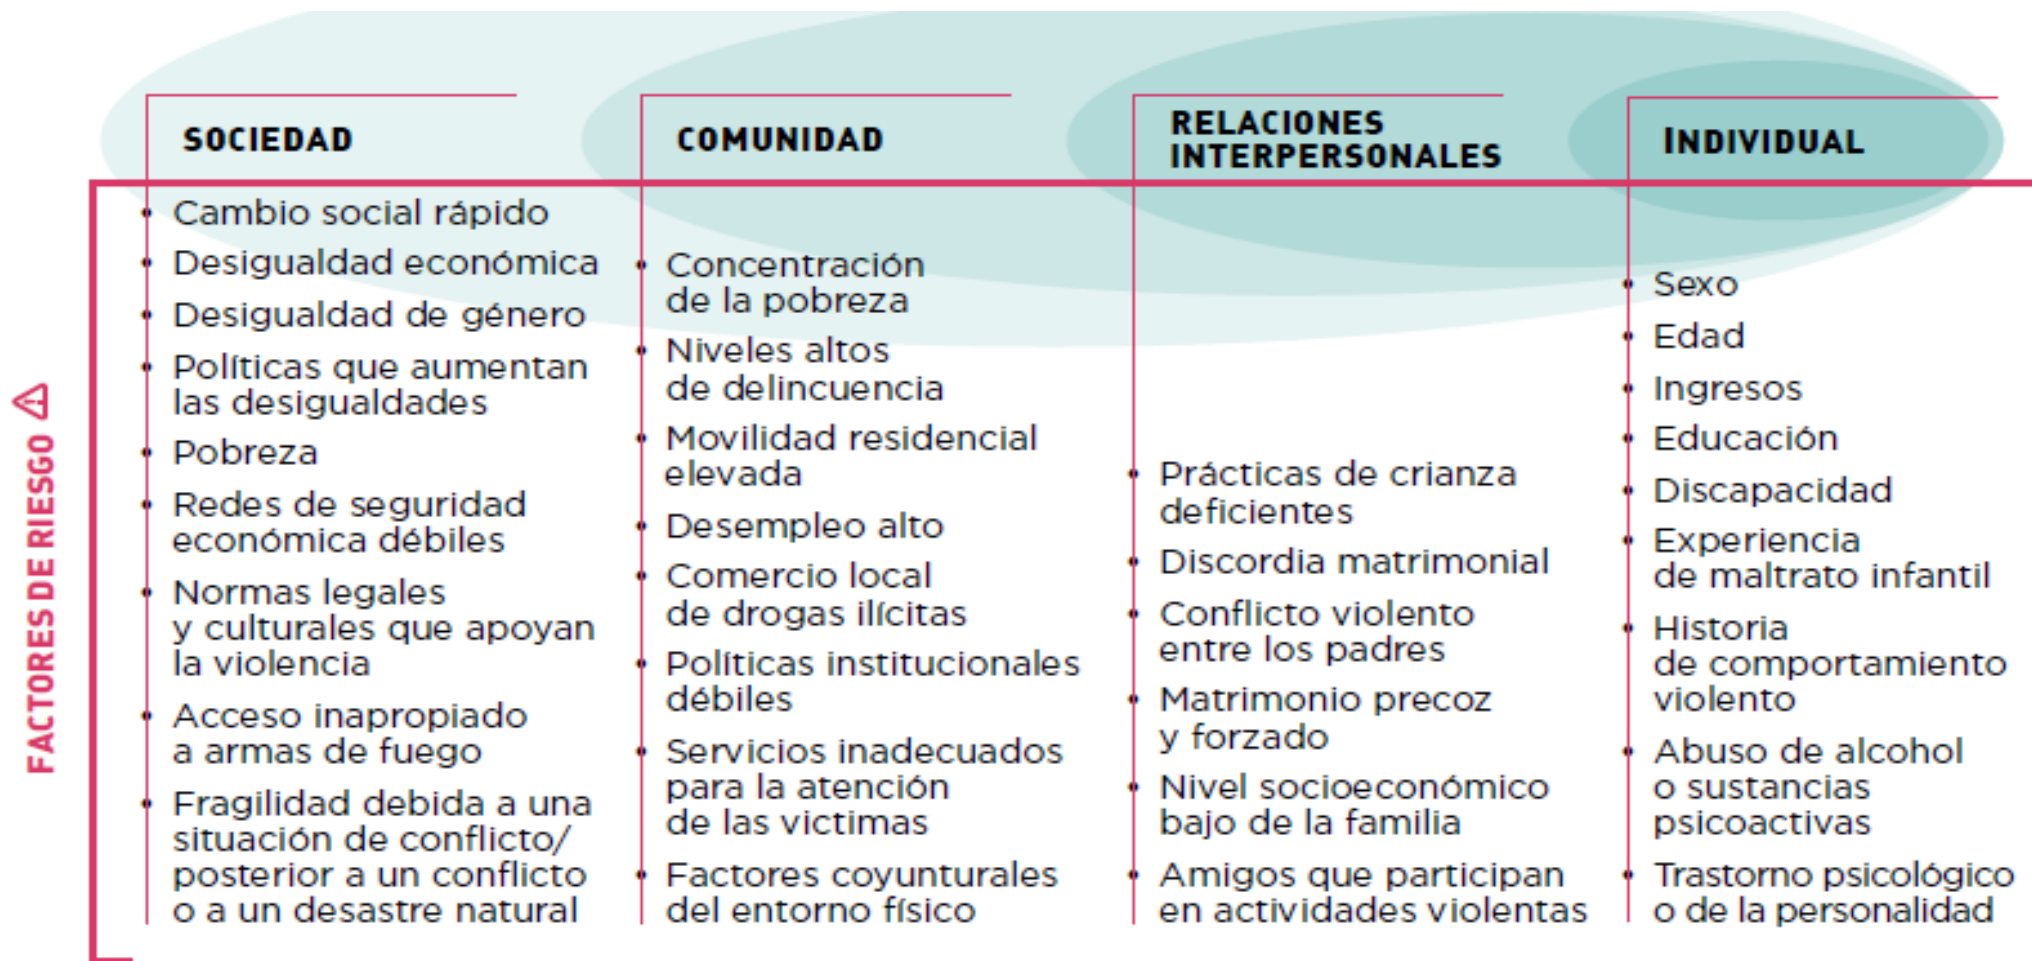 FACTORES DE RIESGO
SOCIEDAD
• Cambio social rápido
• Desigualdad económica
• Desigualdad de género
• Políticas que aumentan
las desigualdades
• Pobreza
• Redes de seguridad
económica débiles
• Normas legales
y culturales que apoyan
la violencia
• Acceso inapropiado
a armas de fuego
• Fragilidad debida a una
situación de conflicto/
posterior a un conflicto
o a un desastre natural
COMUNIDAD
• Concentración
de la pobreza
• Niveles altos
de delincuencia
• Movilidad residencial
elevada
• Desempleo alto
• Comercio local
de drogas ilícitas
• Políticas institucionales
débiles
• Servicios inadecuados
para la atención
de las victimas
• Factores coyunturales
del entorno físico
RELACIONES
INTERPERSONALES
• Prácticas de crianza
deficientes
• Discordia matrimonial
• Conflicto violento
entre los padres
• Matrimonio precoz
y forzado
• Nivel socioeconómico
bajo de la familia
• Amigos que participan
en actividades violentas
INDIVIDUAL
• Sexo
• Edad
• Ingresos
• Educación
• Discapacidad
• Experiencia
de maltrato infantil
• Historia
de comportamiento
violento
• Abuso de alcohol
o sustancias
psicoactivas
• Trastorno psicológico
o de la personalidad